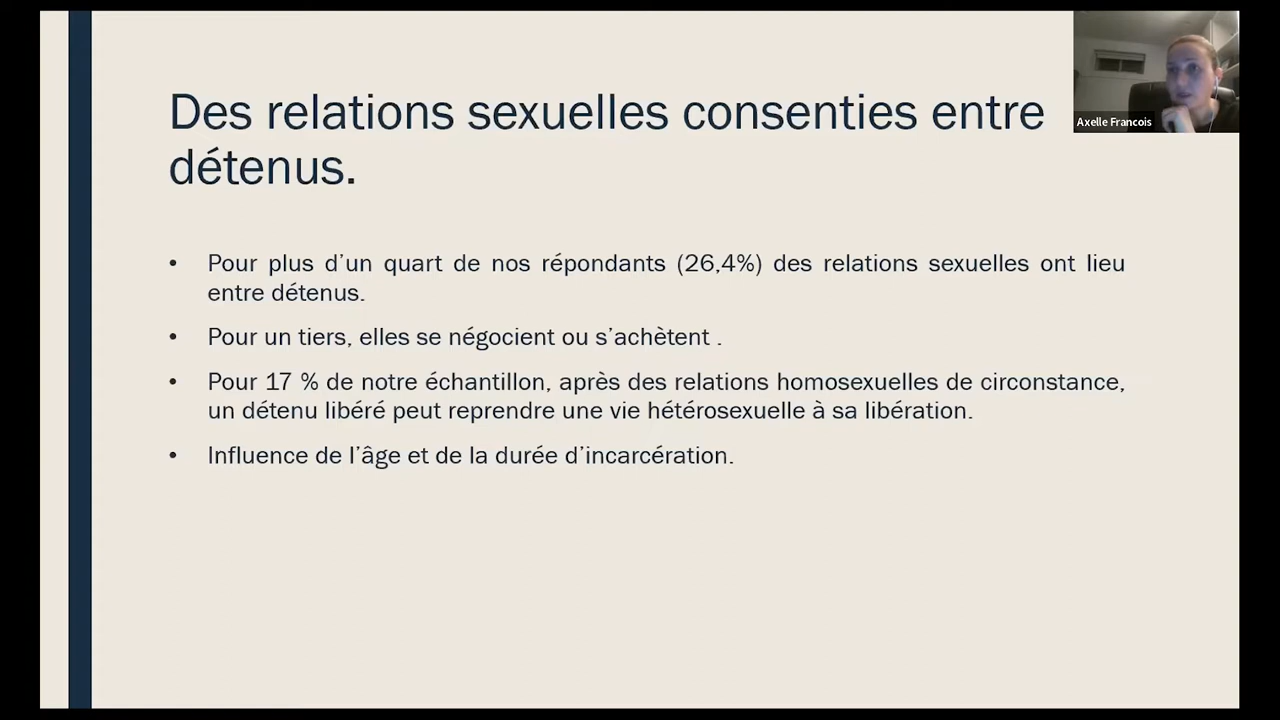 Des relations sexuelles consenties entre
détenus.
Axelle Francois
• Pour plus d’un quart de nos répondants (26,4%) des relations sexuelles ont lieu
entre détenus.
• Pour un tiers, elles se négocient ou s’achètent .
• Pour 17 % de notre échantillon, après des relations homosexuelles de circonstance,
un détenu libéré peut reprendre une vie hétérosexuelle à sa libération.
• Influence de l’âge et de la durée d’incarcération.